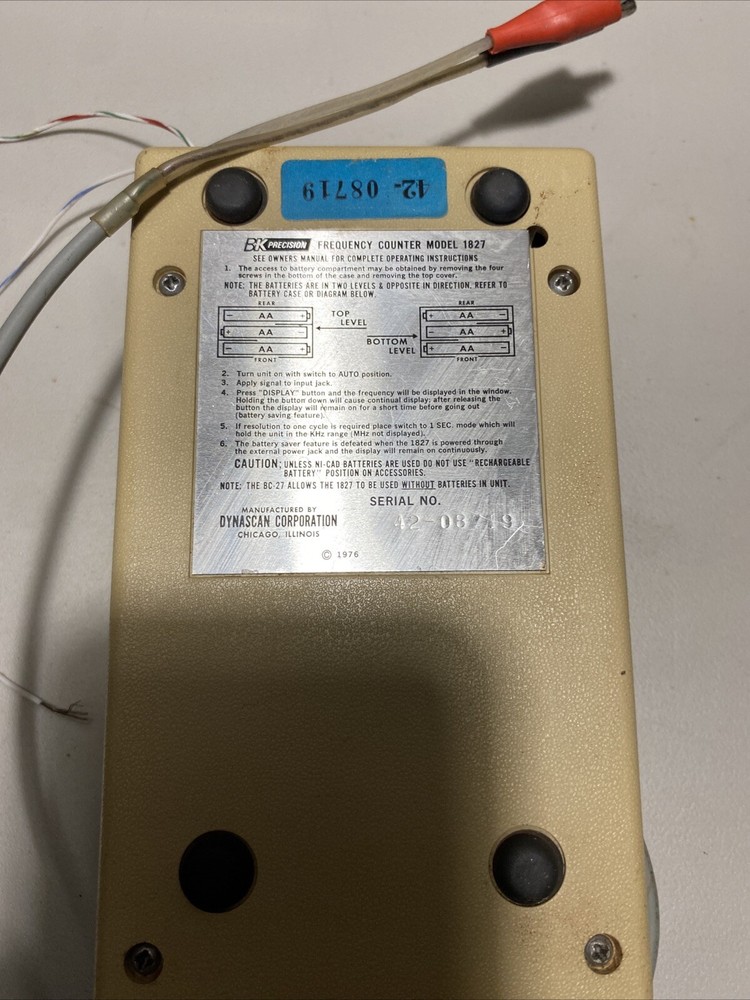 42- 08719
BK PRECISION FREQUENCY COUNTER MODEL 1827
SEE OWNERS MANUAL FOR COMPLETE OPERATING INSTRUCTIONS
1. The access to battery compartment may be obtained by removing the four
screws in the bottom of the case and removing the top cover.
NOTE: THE BATTERIES ARE IN TWO LEVELS & OPPOSITE IN DIRECTION. REFER TO
BATTERY CASE OR DIAGRAM BELOW.
REAR
- AA +
+ AA -
- AA +
FRONT
TOP
LEVEL
BOTTOM
LEVEL
REAR
+ AA -
- AA +
+ AA -
FRONT
2. Turn unit on with switch to AUTO position.
3. Apply signal to input jack.
4. Press "DISPLAY" button and the frequency will be displayed in the window.
Holding the button down will cause continual display; after releasing the
button the display will remain on for a short time before going out
(battery saving feature).
5. If resolution to one cycle is required place switch to 1 SEC. mode which will
hold the unit in the KHz range (MHz not displayed).
6. The battery saver feature is defeated when the 1827 is powered through
the external power jack and the display will remain on continuously.
CAUTION: UNLESS NI-CAD BATTERIES ARE USED DO NOT USE "RECHARGEABLE
BATTERY" POSITION ON ACCESSORIES.
NOTE: THE BC-27 ALLOWS THE 1827 TO BE USED WITHOUT BATTERIES IN UNIT.
SERIAL NO.
42-08719
MANUFACTURED BY
DYNASCAN CORPORATION
CHICAGO, ILLINOIS
© 1976